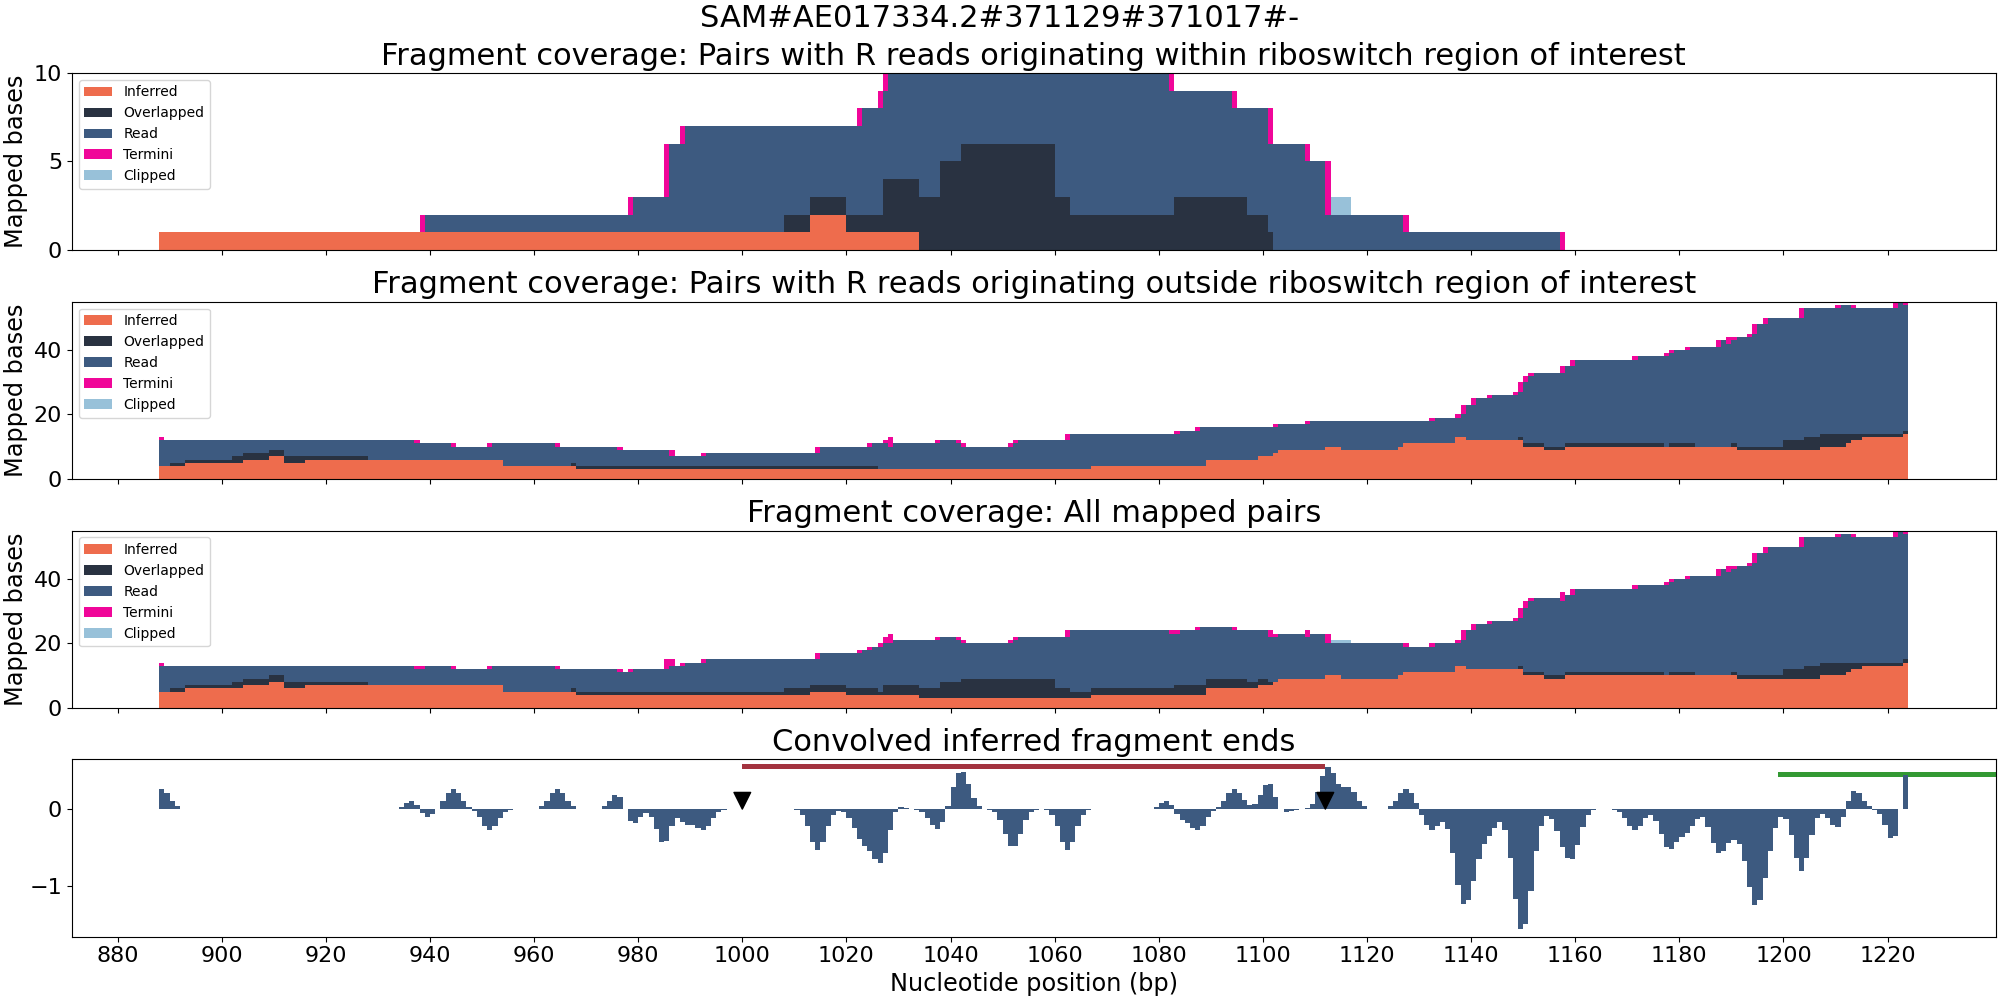 SAM#AE017334.2#371129#371017#-
Fragment coverage: Pairs with R reads originating within riboswitch region of interest
Mapped bases
10
5
0
Inferred
Overlapped
Read
Termini
Clipped
Fragment coverage: Pairs with R reads originating outside riboswitch region of interest
Mapped bases
40
20
0
Inferred
Overlapped
Read
Termini
Clipped
Fragment coverage: All mapped pairs
Mapped bases
40
20
0
Inferred
Overlapped
Read
Termini
Clipped
Convolved inferred fragment ends
0
−1
880 900 920 940 960 980 1000 1020 1040 1060 1080 1100 1120 1140 1160 1180 1200 1220
Nucleotide position (bp)